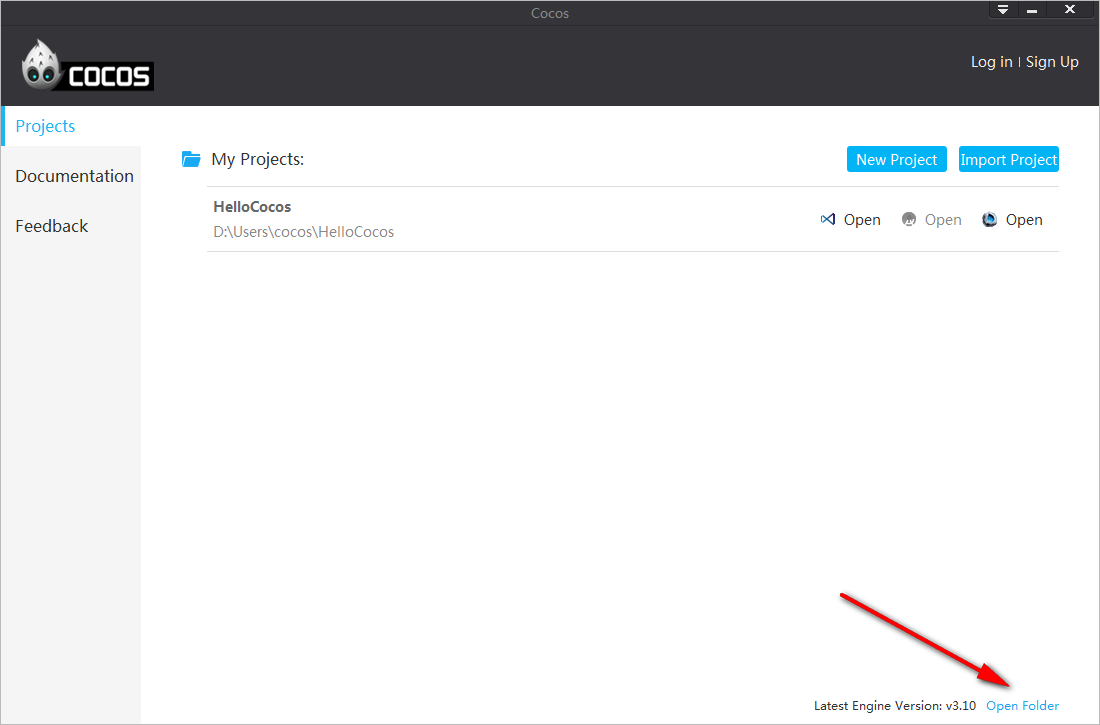 Cocos
COCOS
Log in | Sign Up
Projects
Documentation
Feedback
My Projects:
New Project
Import Project
HelloCocos
D:\Users\cocos\HelloCocos
Open
Open
Open
Latest Engine Version: v3.10 Open Folder